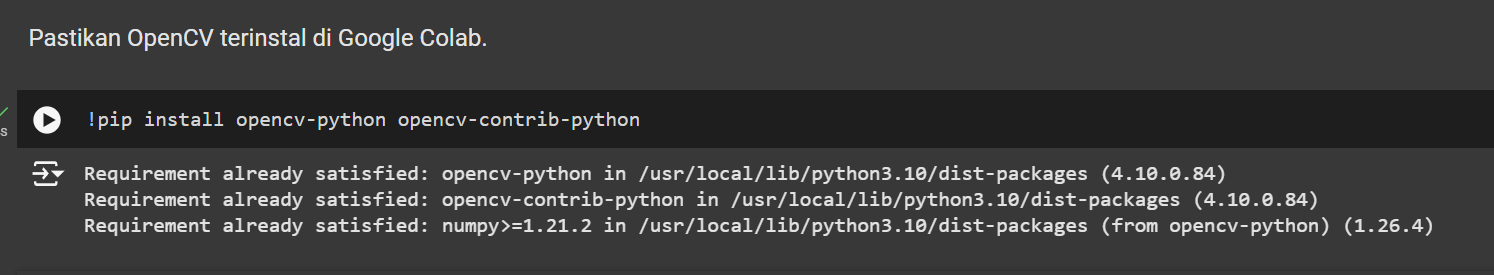 Pastikan OpenCV terinstal di Google Colab.
!pip install opencv-python opencv-contrib-python
s
Requirement already satisfied: opencv-python in /usr/local/lib/python3.10/dist-packages (4.10.0.84)
Requirement already satisfied: opencv-contrib-python in /usr/local/lib/python3.10/dist-packages (4.10.0.84)
Requirement already satisfied: numpy>=1.21.2 in /usr/local/lib/python3.10/dist-packages (from opencv-python) (1.26.4)